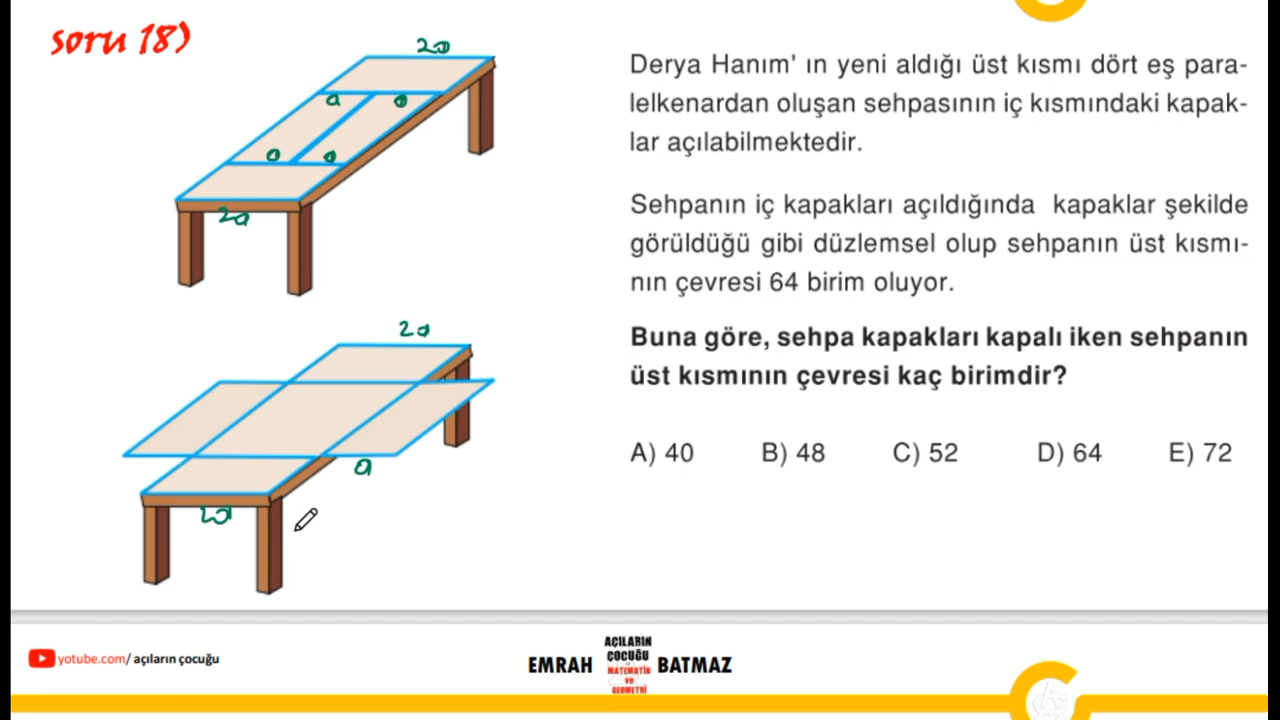 soru 18)
2a
a
a
a
a
2a
2a
a
2a
Derya Hanım' ın yeni aldığı üst kısmı dört eş para-
lelkenardan oluşan sehpasının iç kısmındaki kapak-
lar açılabilmektedir.
Sehpanın iç kapakları açıldığında kapaklar şekilde
görüldüğü gibi düzlemsel olup sehpanın üst kısmı-
nın çevresi 64 birim oluyor.
Buna göre, sehpa kapakları kapalı iken sehpanın
üst kısmının çevresi kaç birimdir?
A) 40 B) 48 C) 52 D) 64 E) 72
yotube.com/ açıların çocuğu
EMRAH
AÇILARIN
ÇOCUĞU
MATEMATİK
ve
GEOMETRİ
BATMAZ